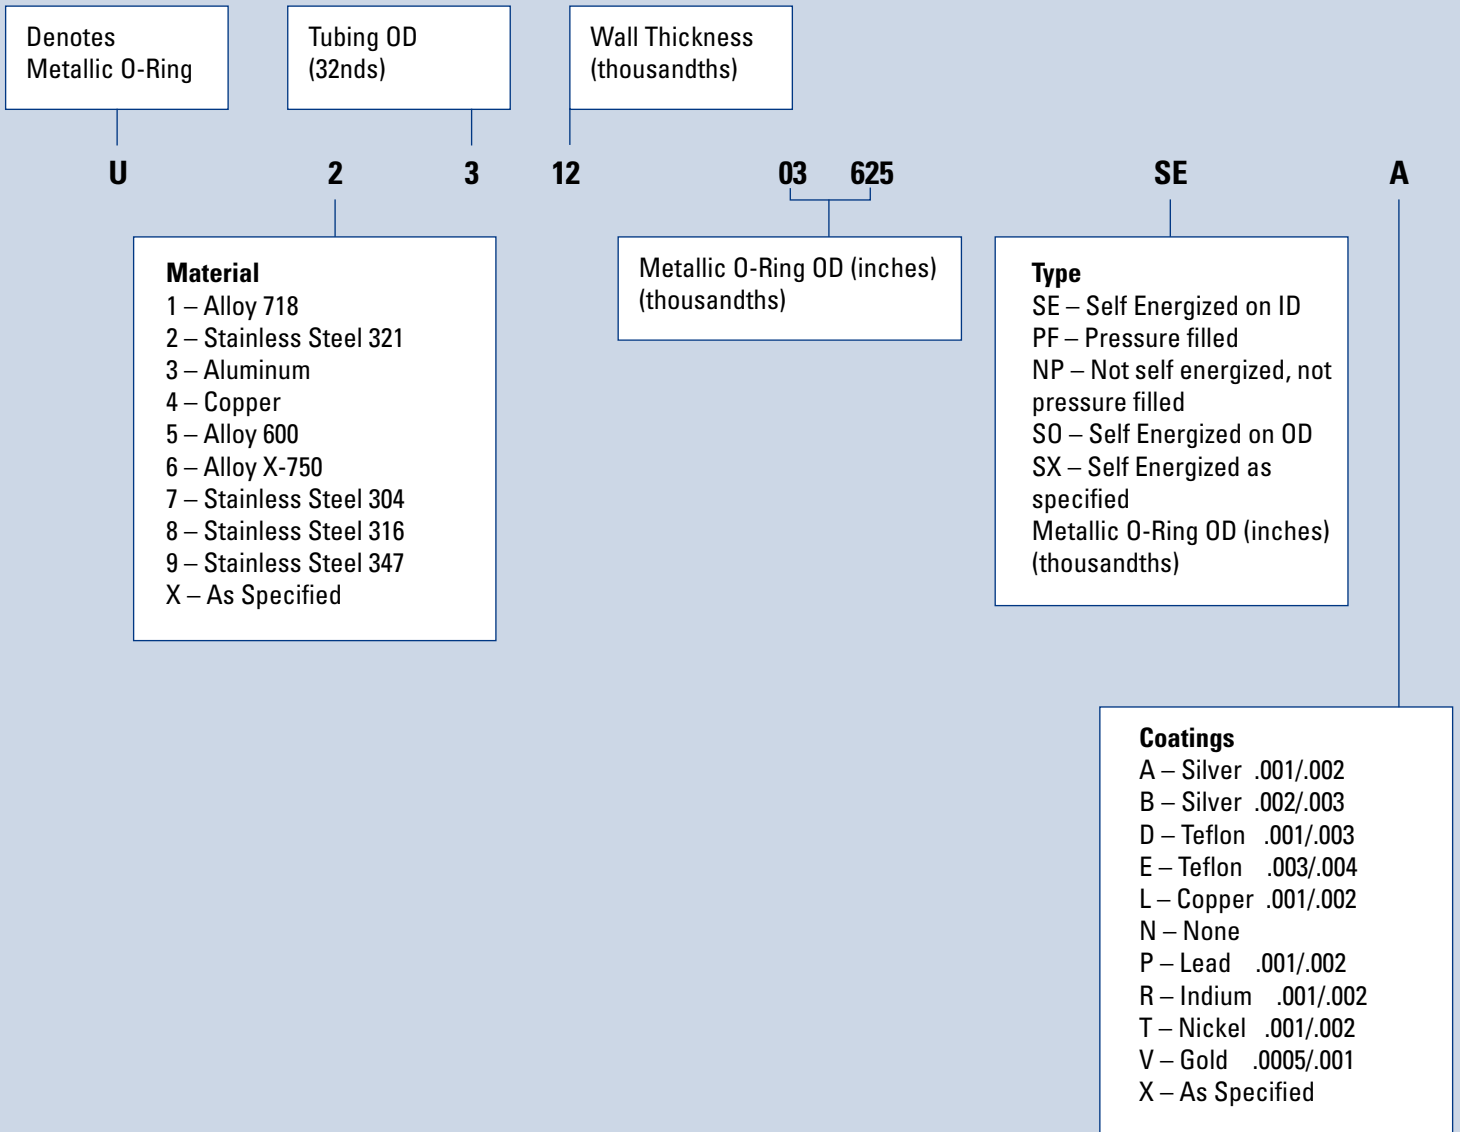 Denotes
Metallic O-Ring
Tubing OD
(32nds)
Wall Thickness
(thousandths)
U 2 3 12 03 625 SE A
Material
1 – Alloy 718
2 – Stainless Steel 321
3 – Aluminum
4 – Copper
5 – Alloy 600
6 – Alloy X-750
7 – Stainless Steel 304
8 – Stainless Steel 316
9 – Stainless Steel 347
X – As Specified
Metallic O-Ring OD (inches)
(thousandths)
Type
SE – Self Energized on ID
PF – Pressure filled
NP – Not self energized, not
pressure filled
SO – Self Energized on OD
SX – Self Energized as
specified
Metallic O-Ring OD (inches)
(thousandths)
Coatings
A – Silver .001/.002
B – Silver .002/.003
D – Teflon .001/.003
E – Teflon .003/.004
L – Copper .001/.002
N – None
P – Lead .001/.002
R – Indium .001/.002
T – Nickel .001/.002
V – Gold .0005/.001
X – As Specified